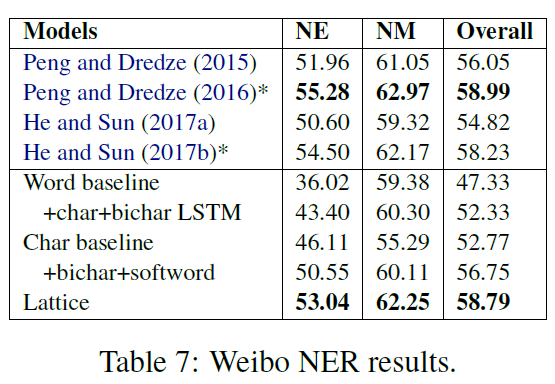 Models NE NM Overall
Peng and Dredze (2015) 51.96 61.05 56.05
Peng and Dredze (2016)* 55.28 62.97 58.99
He and Sun (2017a) 50.60 59.32 54.82
He and Sun (2017b)* 54.50 62.17 58.23
Word baseline 36.02 59.38 47.33
+char+bichar LSTM 43.40 60.30 52.33
Char baseline 46.11 55.29 52.77
+bichar+softword 50.55 60.11 56.75
Lattice 53.04 62.25 58.79
Table 7: Weibo NER results.